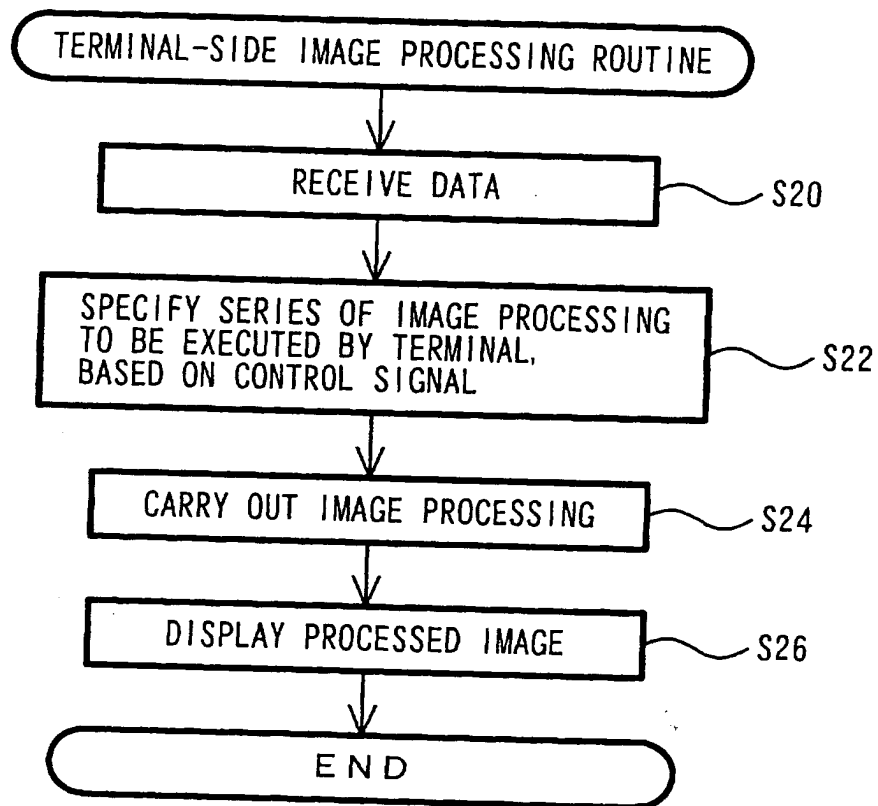 TERMINAL-SIDE IMAGE PROCESSING ROUTINE
RECEIVE DATA
S20
SPECIFY SERIES OF IMAGE PROCESSING
TO BE EXECUTED BY TERMINAL,
BASED ON CONTROL SIGNAL
S22
CARRY OUT IMAGE PROCESSING
S24
DISPLAY PROCESSED IMAGE
S26
END